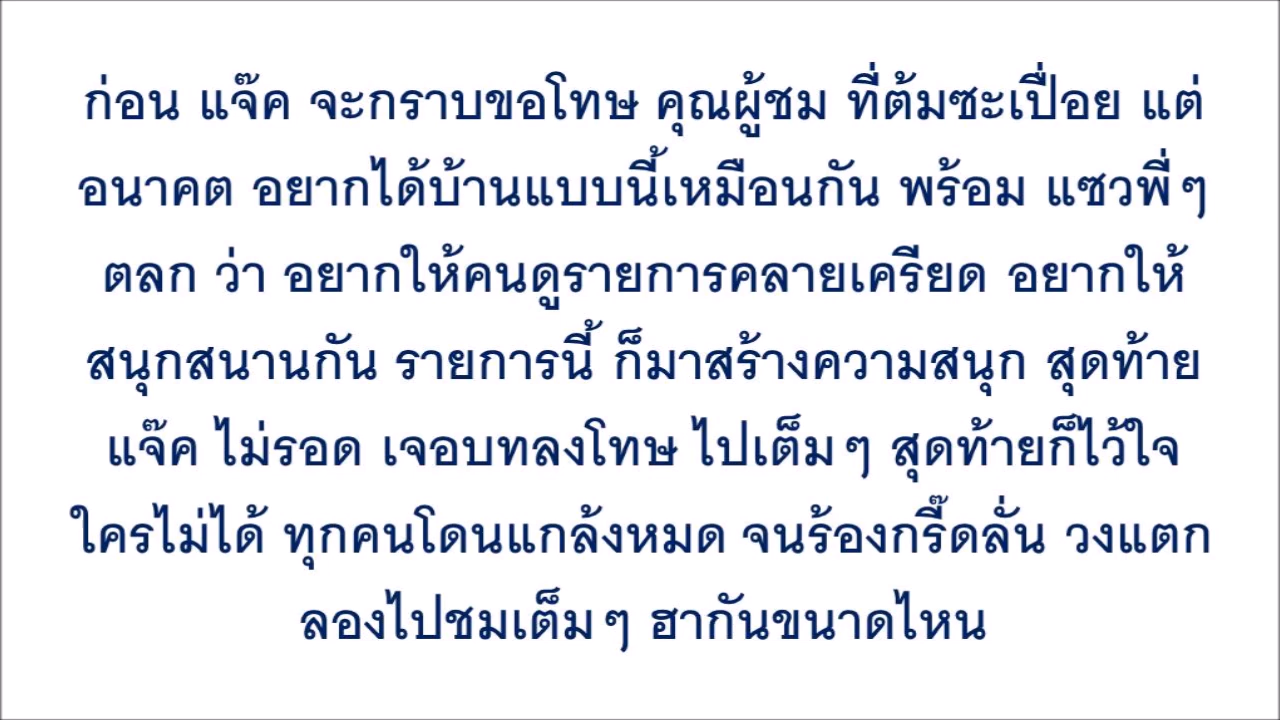 ก่อน แจ๊ค จะกราบขอโทษ คุณผู้ชม ที่ต้มซะเปื่อย แต่
อนาคต อยากได้บ้านแบบนี้เหมือนกัน พร้อม แซวพี่ๆ
ตลก ว่า อยากให้คนดูรายการคลายเครียด อยากให้
สนุกสนานกัน รายการนี้ ก็มาสร้างความสนุก สุดท้าย
แจ๊ค ไม่รอด เจอบทลงโทษ ไปเต็มๆ สุดท้ายก็ไว้ใจ
ใครไม่ได้ ทุกคนโดนแกล้งหมด จนร้องกรี๊ดลั่น วงแตก
ลองไปชมเต็มๆ ฮากันขนาดไหน